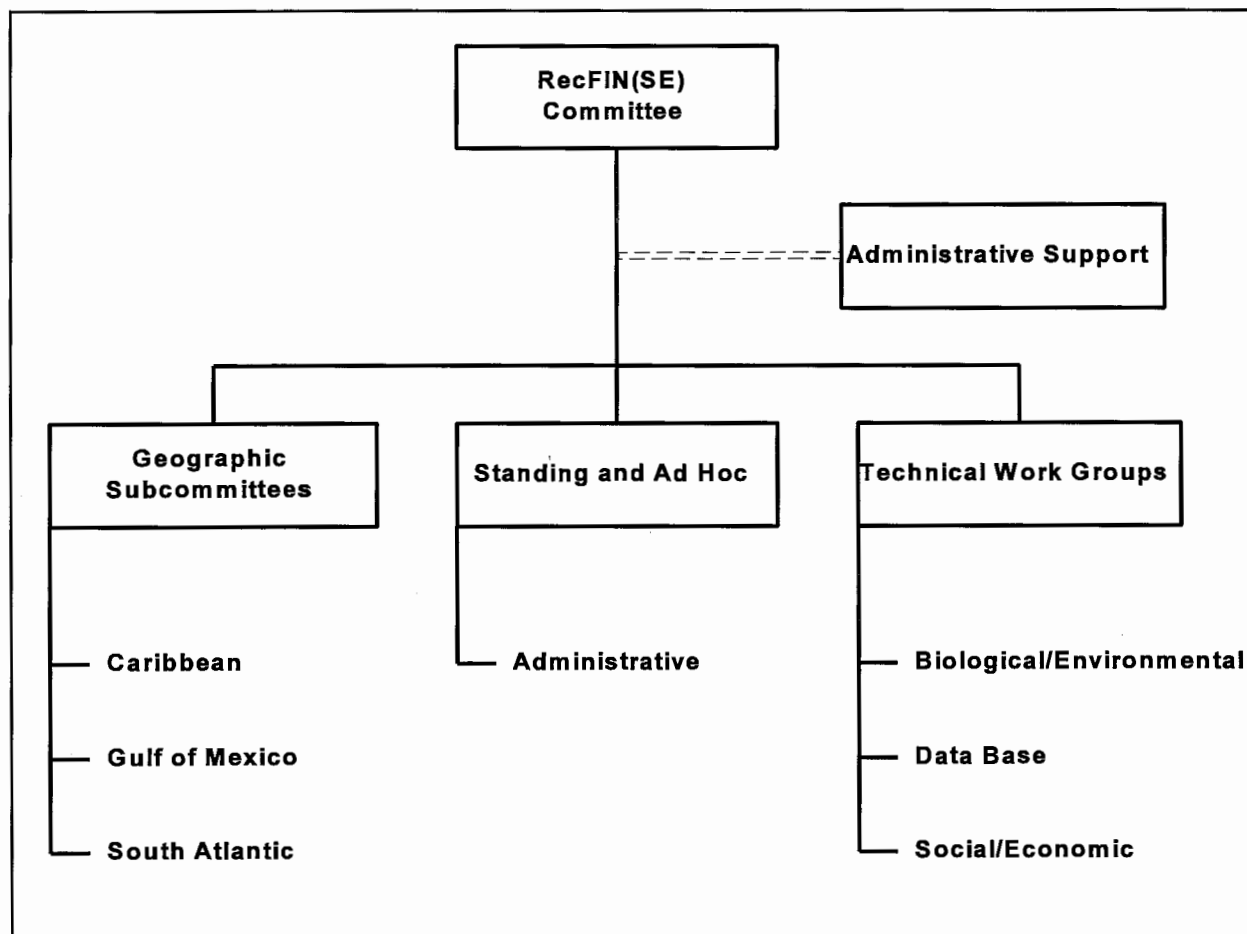 RecFIN(SE)
Committee
Administrative Support
Geographic
Subcommittees
Standing and Ad Hoc
Technical Work Groups
Caribbean
Gulf of Mexico
South Atlantic
Administrative
Biological/Environmental
Data Base
Social/Economic